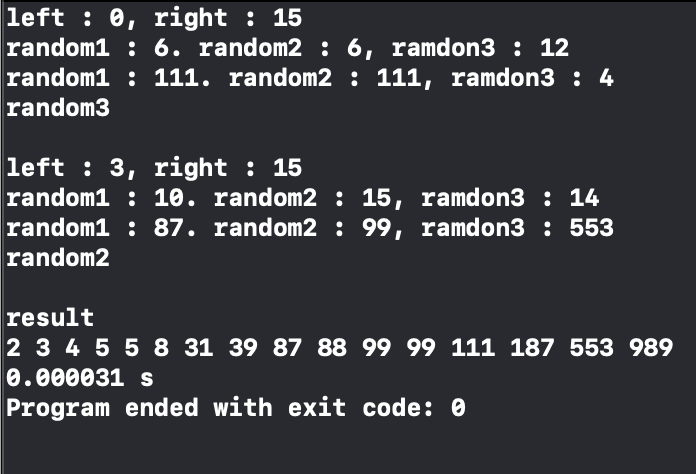 left : 0, right : 15
random1 : 6. random2 : 6, ramdon3 : 12
random1 : 111. random2 : 111, ramdon3 : 4
random3
left : 3, right : 15
random1 : 10. random2 : 15, ramdon3 : 14
random1 : 87. random2 : 99, ramdon3 : 553
random2
result
2 3 4 5 5 8 31 39 87 88 99 99 111 187 553 989
0.000031 s
Program ended with exit code: 0